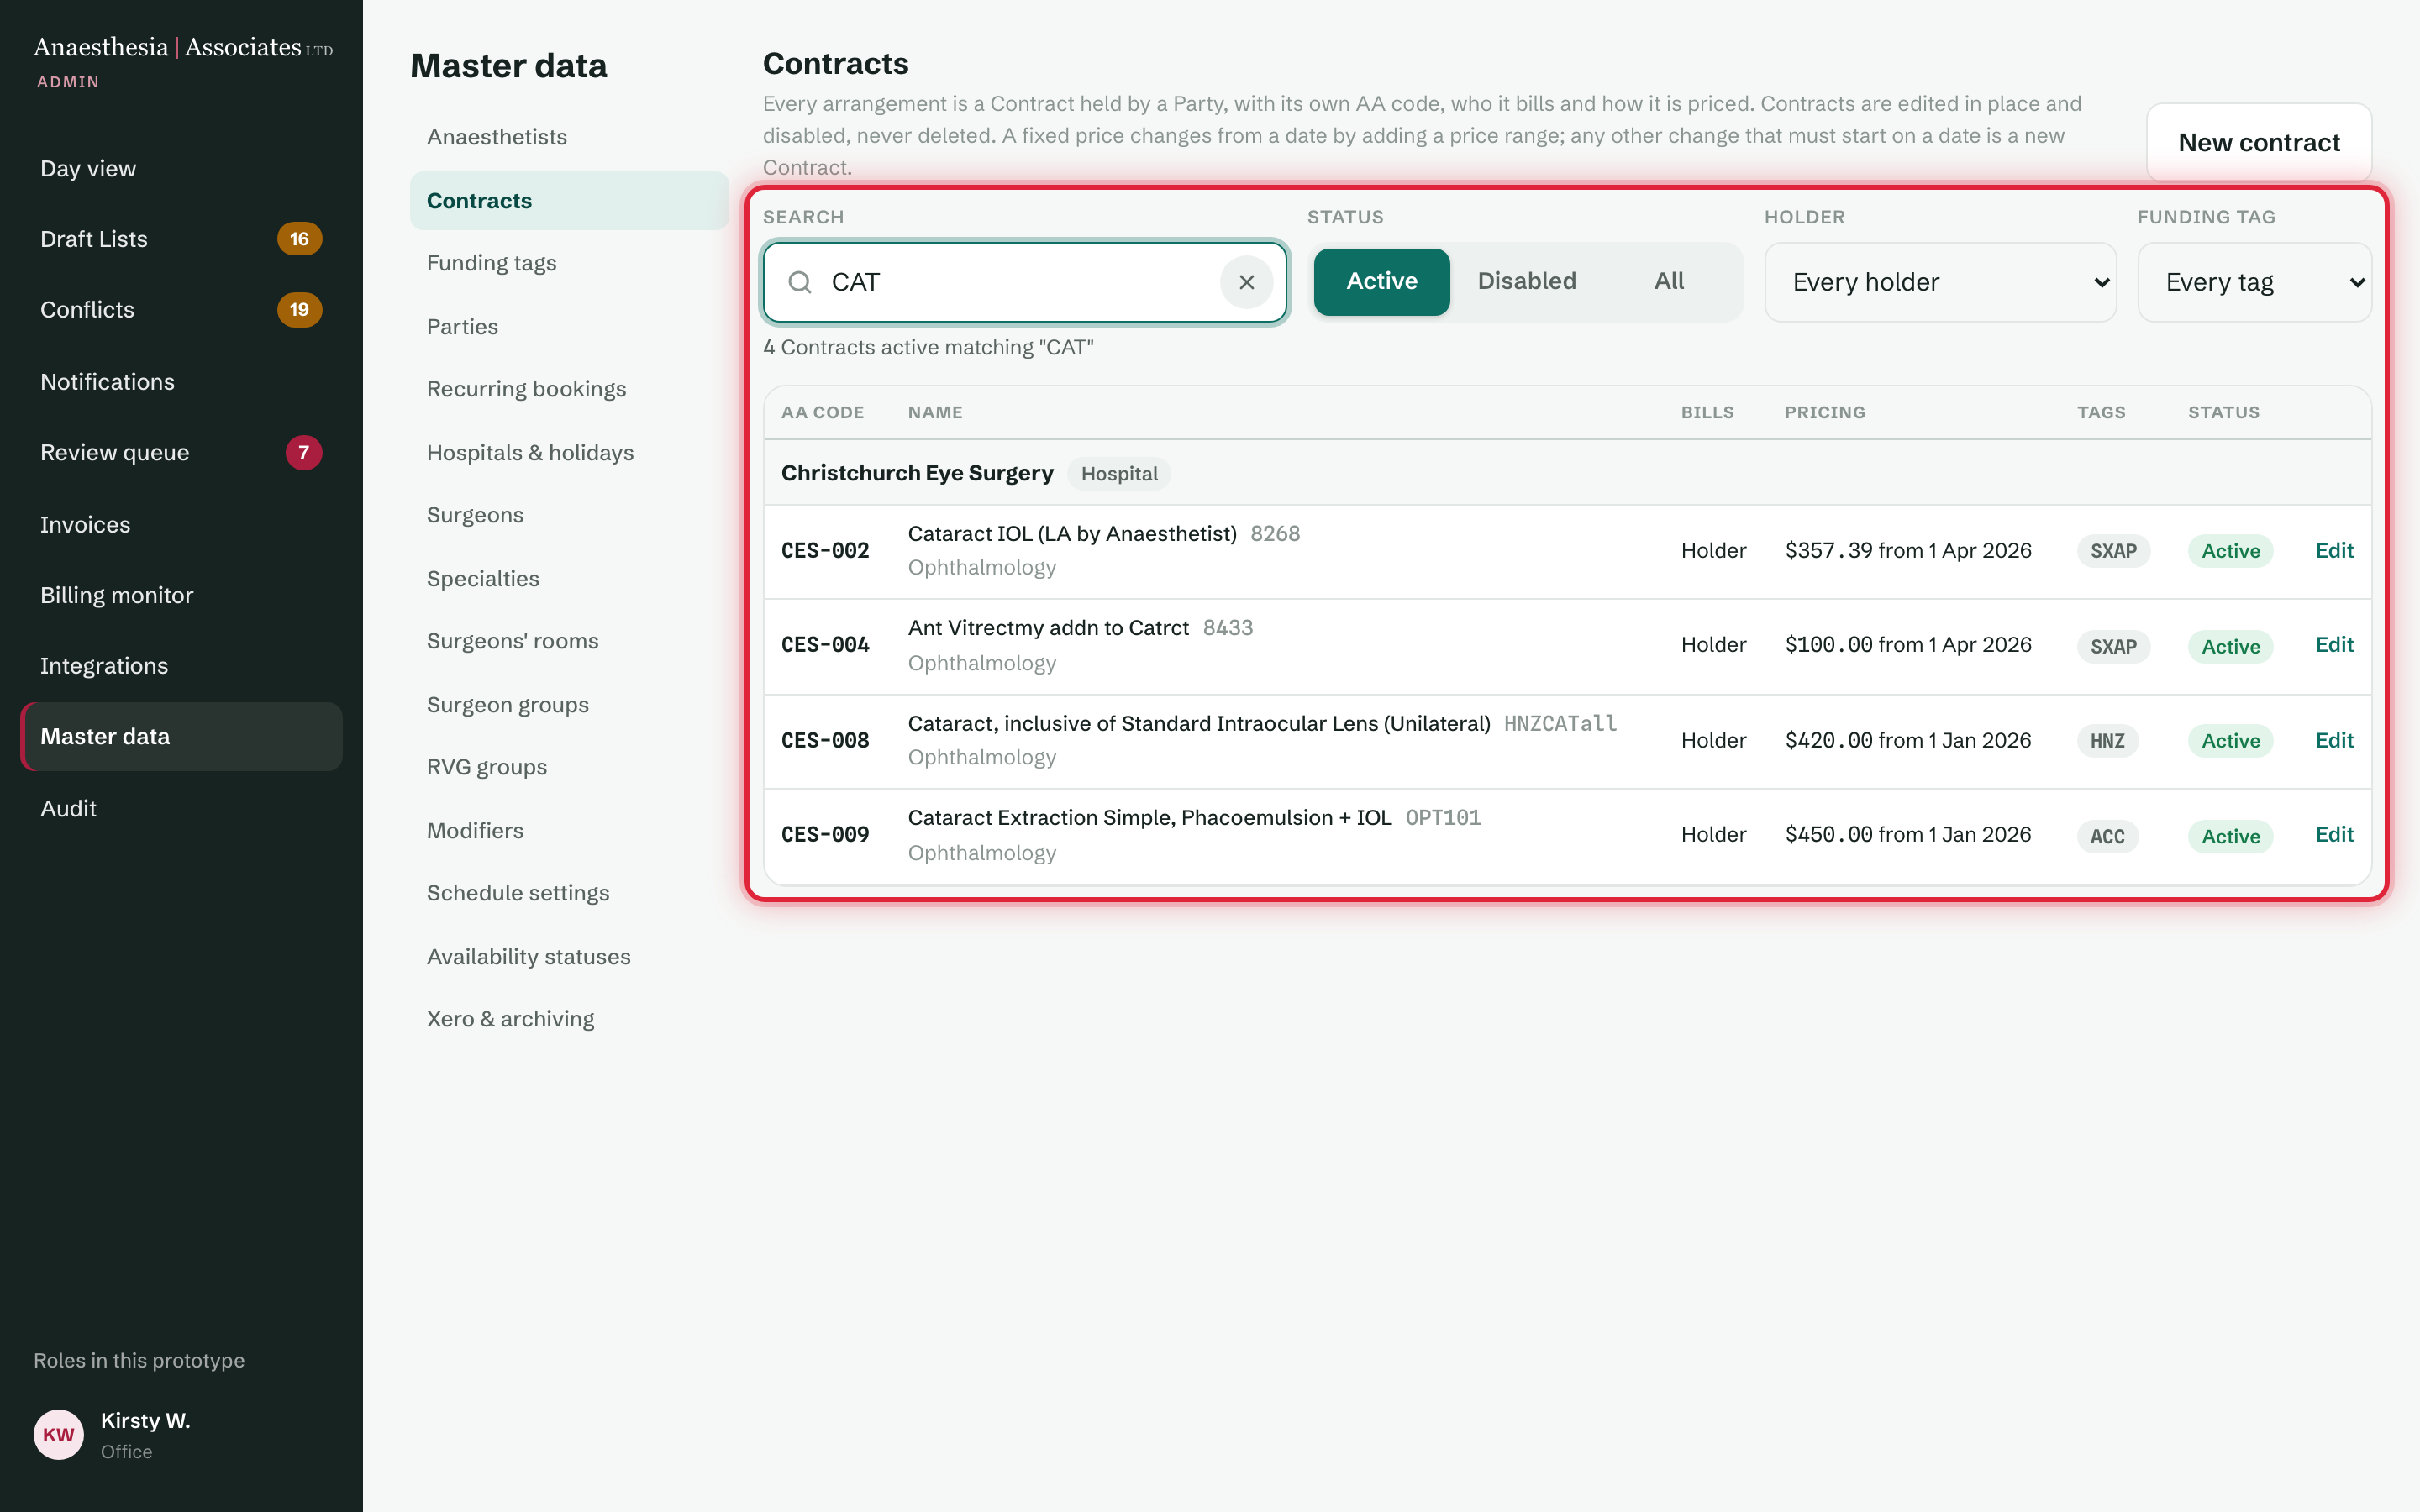 Anaesthesia | Associates LTD
ADMIN
Day view
Draft Lists 16
Conflicts 19
Notifications
Review queue 7
Invoices
Billing monitor
Integrations
Master data
Audit
Roles in this prototype
KW
Kirsty W.
Office
Master data
Anaesthetists
Contracts
Funding tags
Parties
Recurring bookings
Hospitals & holidays
Surgeons
Specialties
Surgeons' rooms
Surgeon groups
RVG groups
Modifiers
Schedule settings
Availability statuses
Xero & archiving
Contracts
Every arrangement is a Contract held by a Party, with its own AA code, who it bills and how it is priced. Contracts are edited in place and
disabled, never deleted. A fixed price changes from a date by adding a price range; any other change that must start on a date is a new
Contract.
New contract
SEARCH STATUS HOLDER FUNDING TAG
CAT Active Disabled All Every holder Every tag
4 Contracts active matching "CAT"
AA CODE NAME BILLS PRICING TAGS STATUS
Christchurch Eye Surgery Hospital
CES-002 Cataract IOL (LA by Anaesthetist) 8268 Holder $357.39 from 1 Apr 2026 SXAP Active Edit
Ophthalmology
CES-004 Ant Vitrectmy addn to Catrct 8433 Holder $100.00 from 1 Apr 2026 SXAP Active Edit
Ophthalmology
CES-008 Cataract, inclusive of Standard Intraocular Lens (Unilateral) HNZCATall Holder $420.00 from 1 Jan 2026 HNZ Active Edit
Ophthalmology
CES-009 Cataract Extraction Simple, Phacoemulsion + IOL OPT101 Holder $450.00 from 1 Jan 2026 ACC Active Edit
Ophthalmology